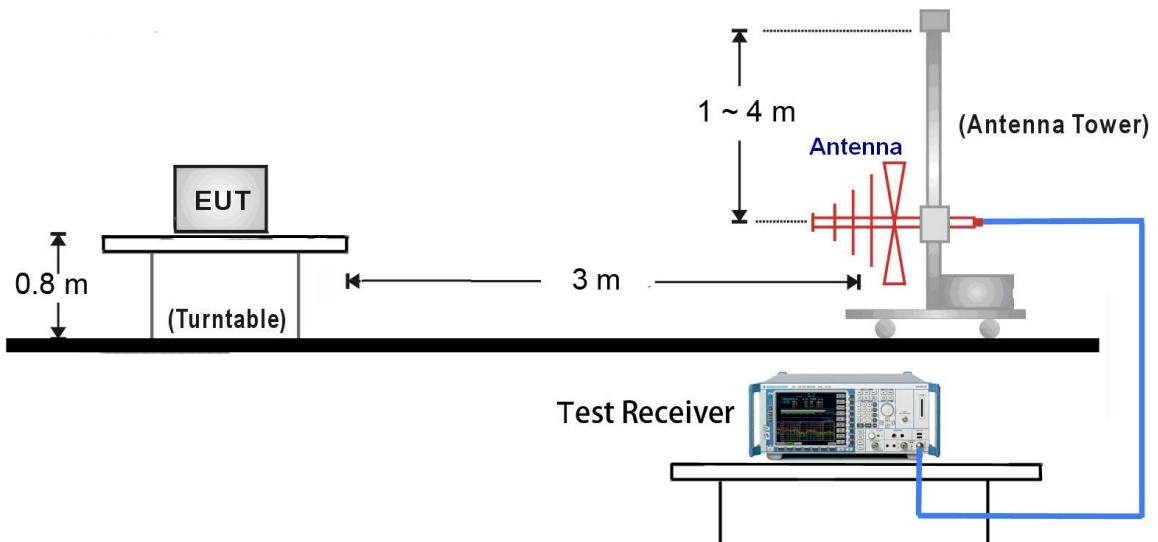 1 ~ 4 m
(Antenna Tower)
Antenna
EUT
0.8 m
3 m
(Turntable)
Test Receiver